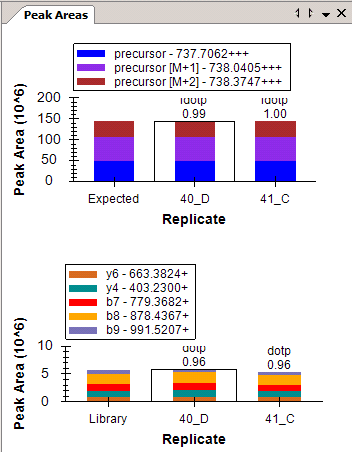 Peak Areas
precursor - 737.7062+++
precursor [M+1] - 738.0405+++
precursor [M+2] - 738.3747+++
Peak Area (10^6)
200
150
100
50
0
rdotp
0.99
rdotp
1.00
Expected
40_D
41_C
Replicate
y6 - 663.3824+
y4 - 403.2300+
b7 - 779.3682+
b8 - 878.4367+
b9 - 991.5207+
Peak Area (10^6)
10
5
0
dotp
0.96
dotp
0.96
Library
40_D
41_C
Replicate